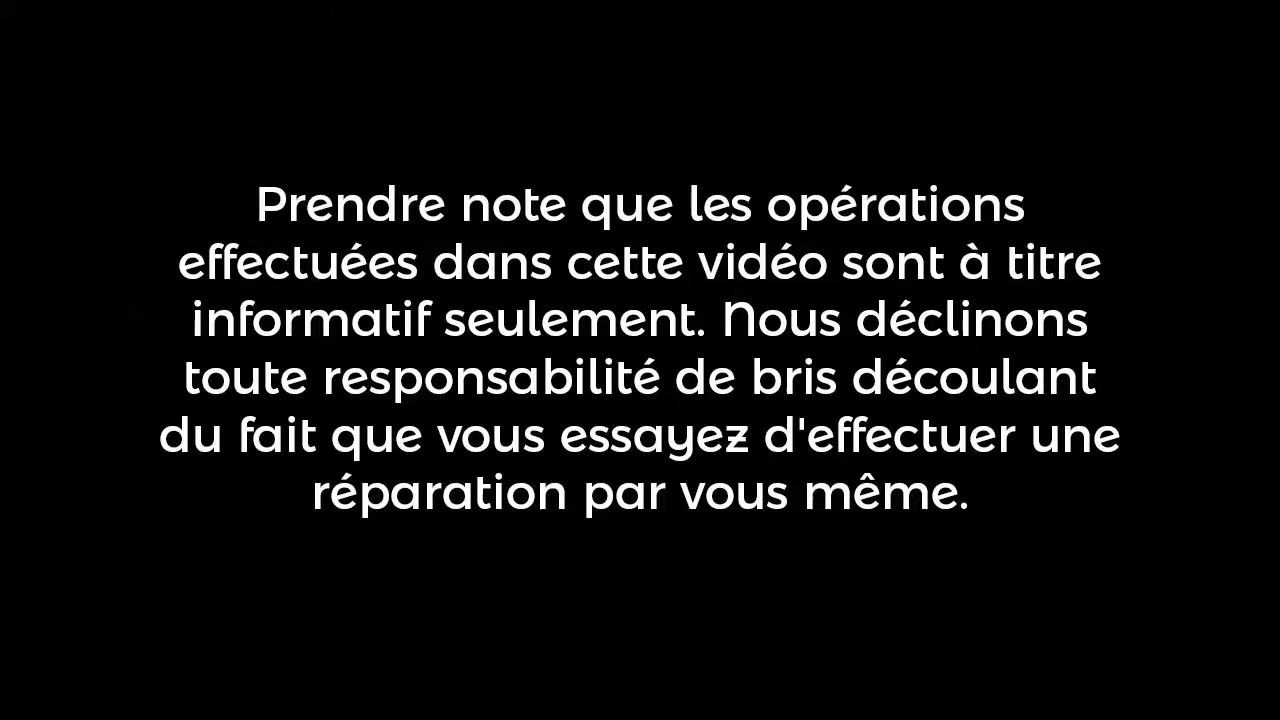 Prendre note que les opérations
effectuées dans cette vidéo sont à titre
informatif seulement. Nous déclinons
toute responsabilité de bris découlant
du fait que vous essayez d'effectuer une
réparation par vous même.